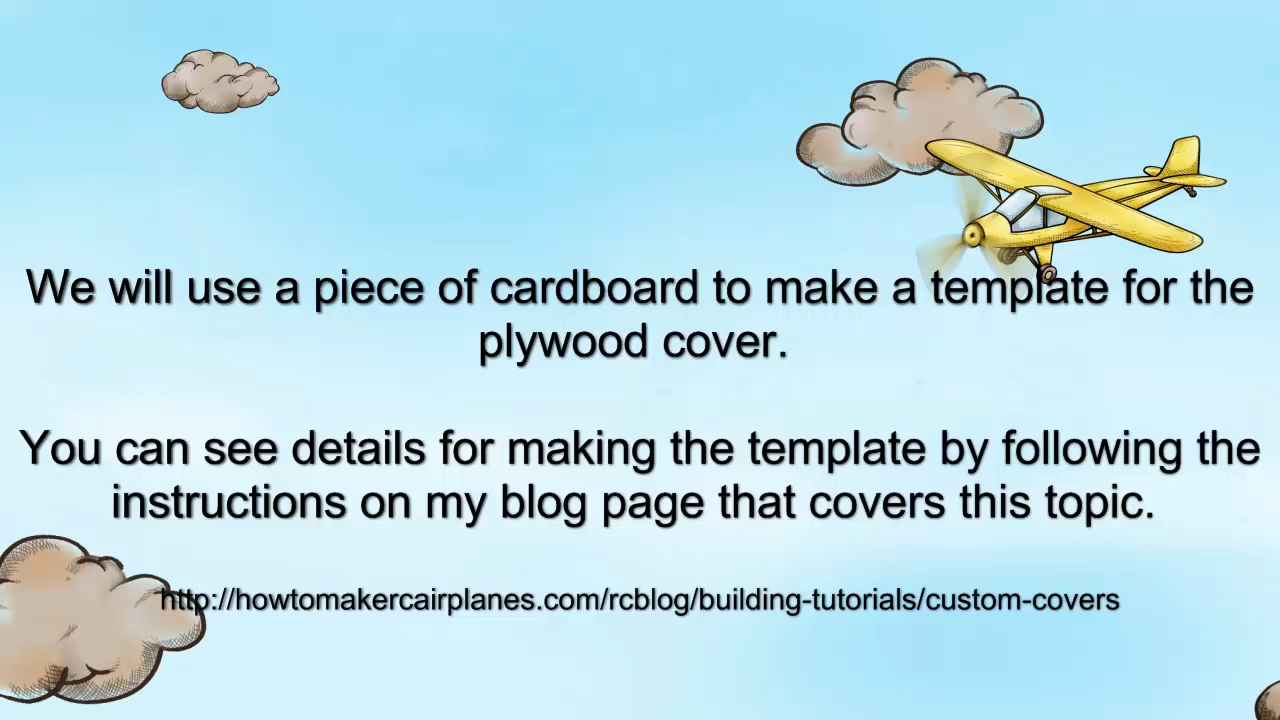 We will use a piece of cardboard to make a template for the
plywood cover.
You can see details for making the template by following the
instructions on my blog page that covers this topic.
http://howtomakercairplanes.com/rcblog/building-tutorials/custom-covers